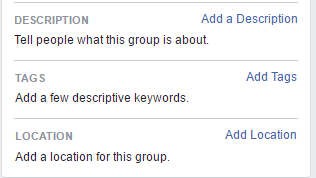 DESCRIPTION Add a Description
Tell people what this group is about.
TAGS Add Tags
Add a few descriptive keywords.
LOCATION Add Location
Add a location for this group.